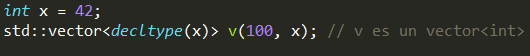 int x = 42;
std::vector<decltype(x)> v(100, x); // v es un vector<int>